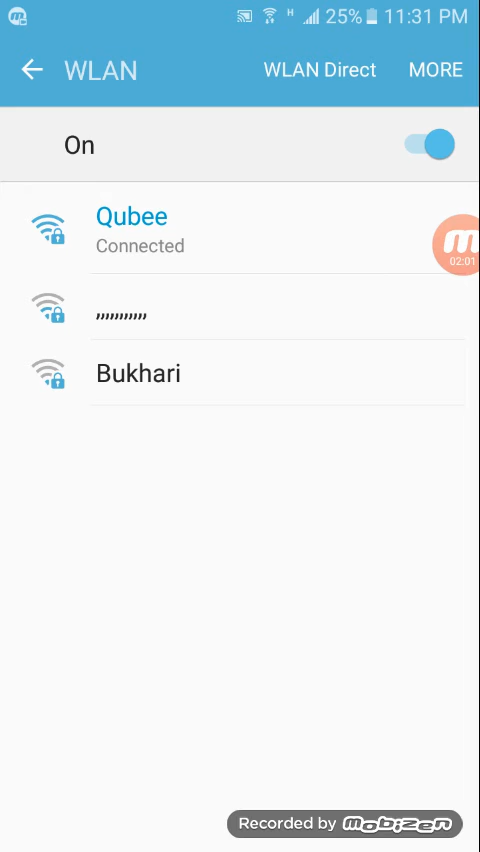 H 25% 11:31 PM
WLAN WLAN Direct MORE
On
Qubee
Connected
02:01
,,,,,,,,,,,
Bukhari
Recorded by mobizen